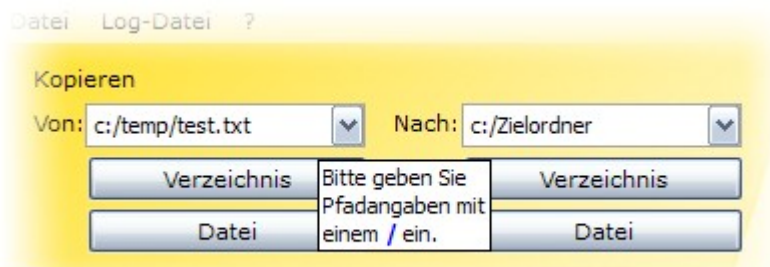 Datei Log-Datei ?
Kopieren
Von: c:/temp/test.txt Nach: c:/Zielordner
Verzeichnis Verzeichnis
Bitte geben Sie
Pfadangaben mit
einem / ein.
Datei Datei